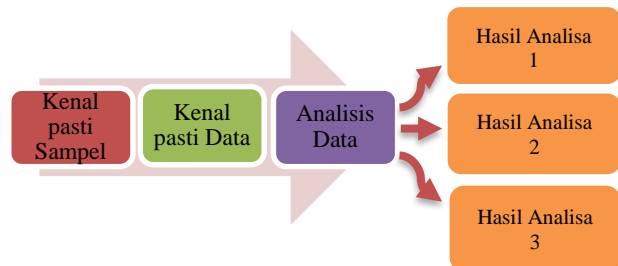 Kenal
pasti
Sampel
Kenal
pasti Data
Analisis
Data
Hasil Analisa
1
Hasil Analisa
2
Hasil Analisa
3